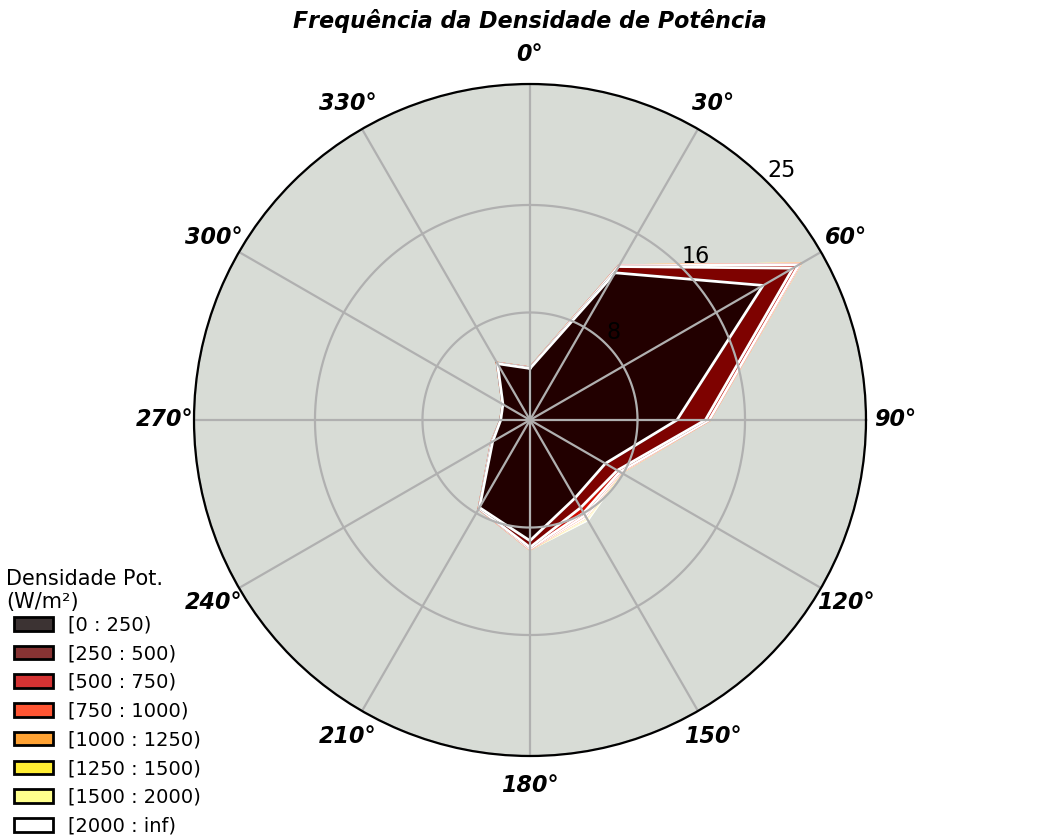 Frequência da Densidade de Potência
0°
330°
30°
25
300°
60°
16
8
270°
90°
Densidade Pot.
(W/m²)
240°
120°
[0 : 250)
[250 : 500)
[500 : 750)
[750 : 1000)
[1000 : 1250)
[1250 : 1500)
[1500 : 2000)
[2000 : inf)
210°
150°
180°